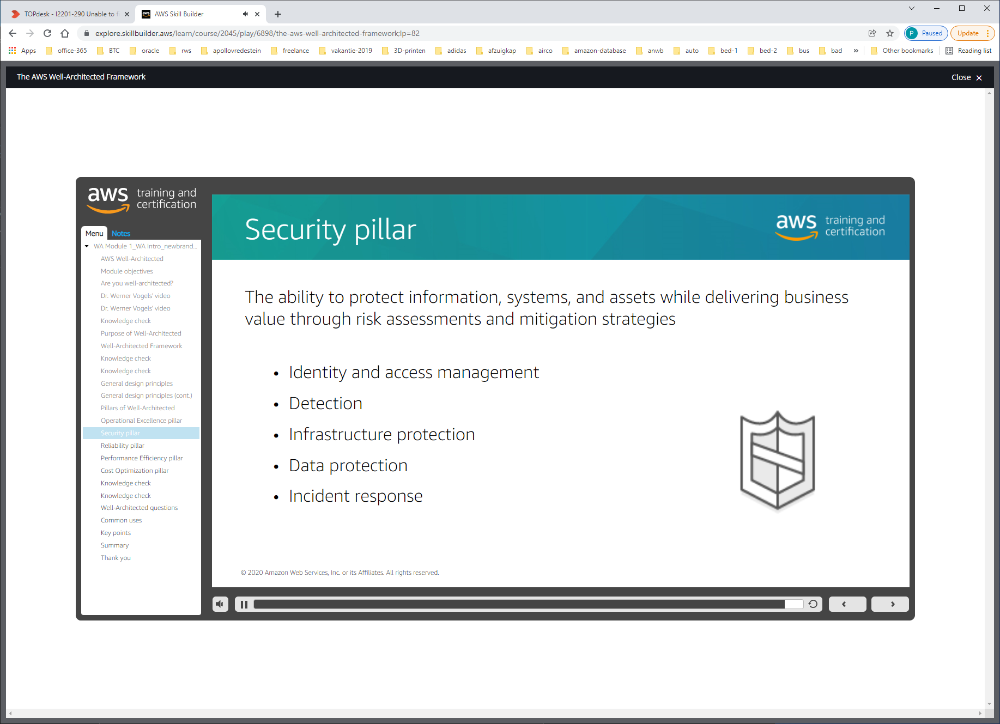 TOPdesk - I2201-290 Unable to f
AWS Skill Builder
explore.skillbuilder.aws/learn/course/2045/play/6898/the-aws-well-architected-framework;lp=82
P Paused
Update
Apps office-365 BTC oracle rws apollovredestein freelance vakantie-2019 3D-printen adidas afzuigkap airco amazon-database anwb auto bed-1 bed-2 bus bad » Other bookmarks Reading list
The AWS Well-Architected Framework
Close
aws training and
certification
Menu Notes
WA Module 1_WA Intro_newbrand...
AWS Well-Architected
Module objectives
Are you well-architected?
Dr. Werner Vogels' video
Dr. Werner Vogels' video
Knowledge check
Purpose of Well-Architected
Well-Architected Framework
Knowledge check
Knowledge check
General design principles
General design principles (cont.)
Pillars of Well-Architected
Operational Excellence pillar
Security pillar
Reliability pillar
Performance Efficiency pillar
Cost Optimization pillar
Knowledge check
Knowledge check
Well-Architected questions
Common uses
Key points
Summary
Thank you
Security pillar
aws training and
certification
The ability to protect information, systems, and assets while delivering business
value through risk assessments and mitigation strategies
• Identity and access management
• Detection
• Infrastructure protection
• Data protection
• Incident response
© 2020 Amazon Web Services, Inc. or its Affiliates. All rights reserved.